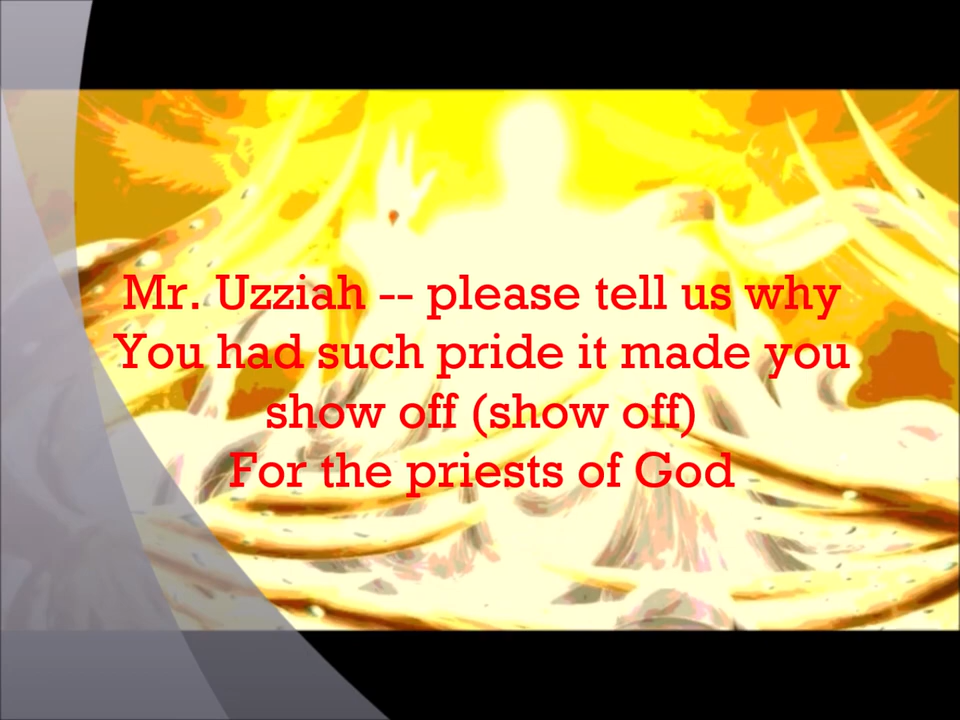 Mr. Uzziah -- please tell us why
You had such pride it made you
show off (show off)
For the priests of God